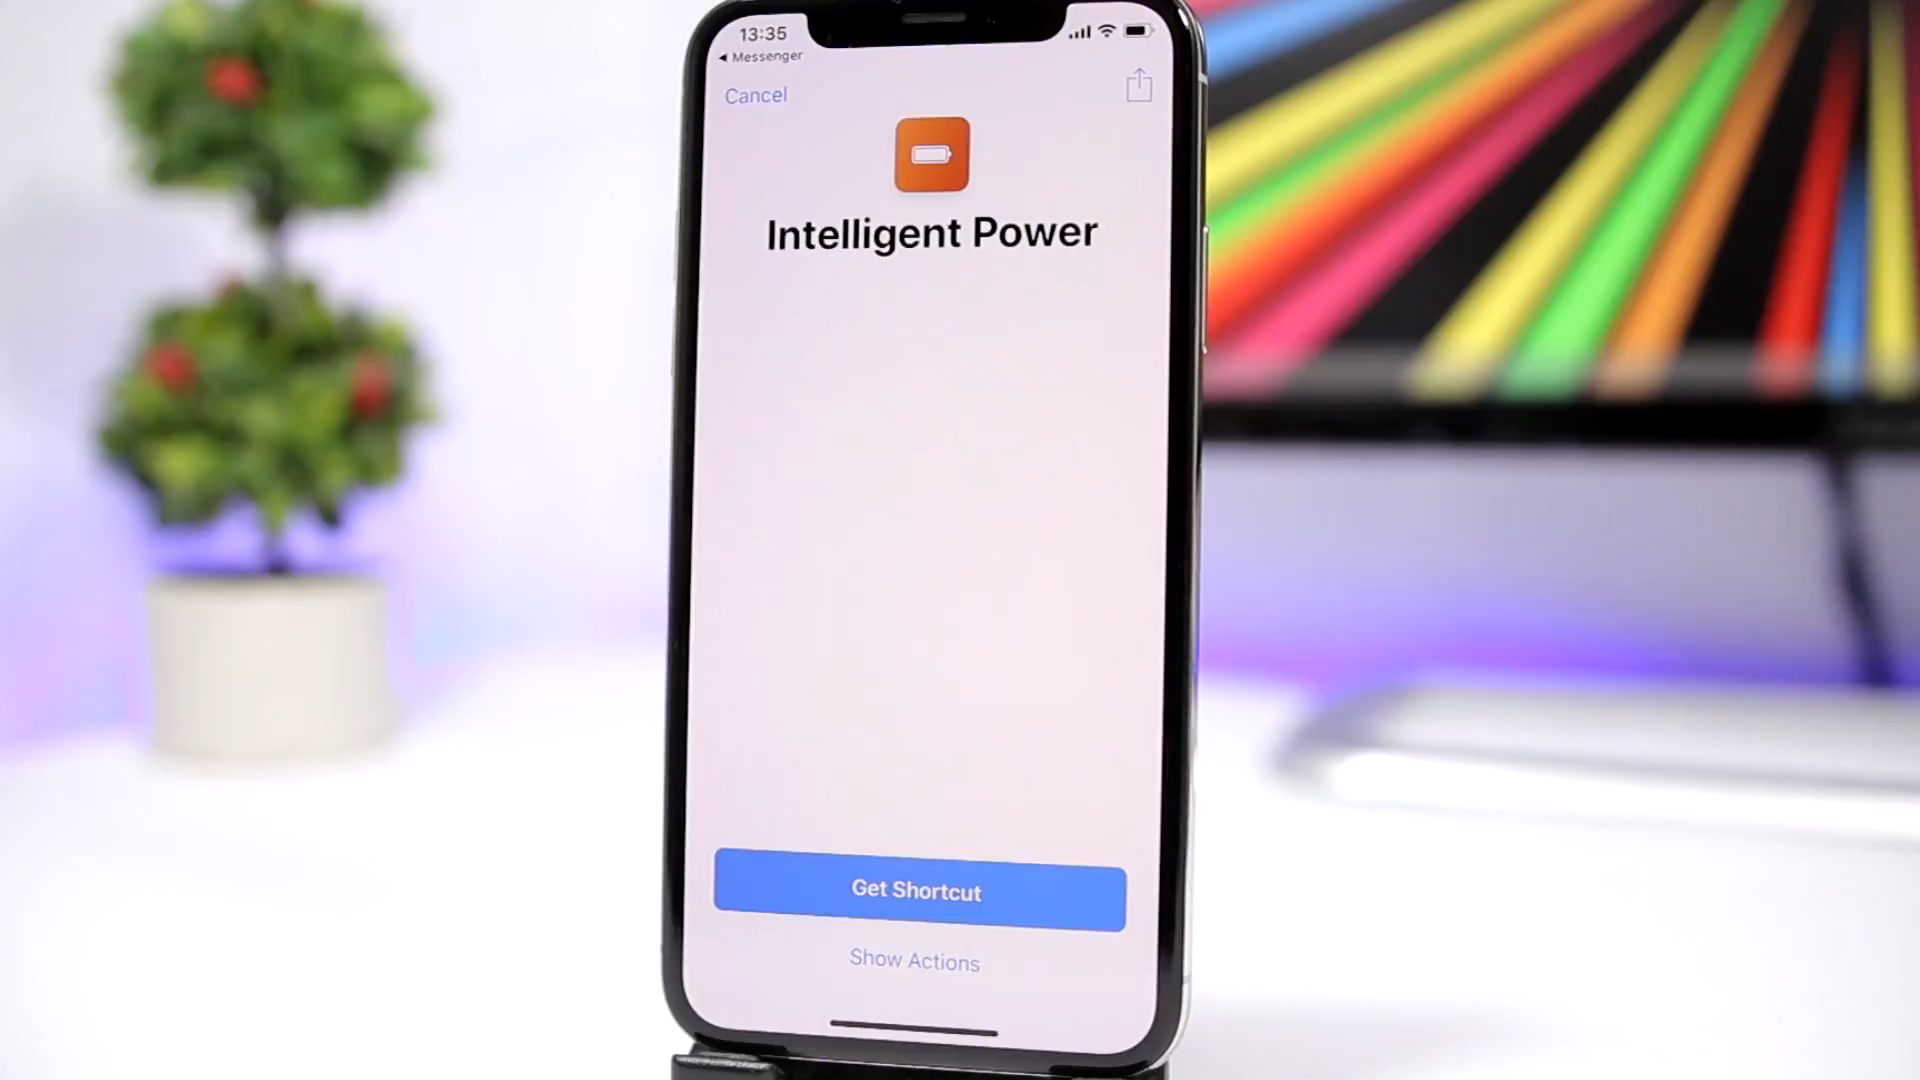 13:35
◀ Messenger
Cancel
Intelligent Power
Get Shortcut
Show Actions